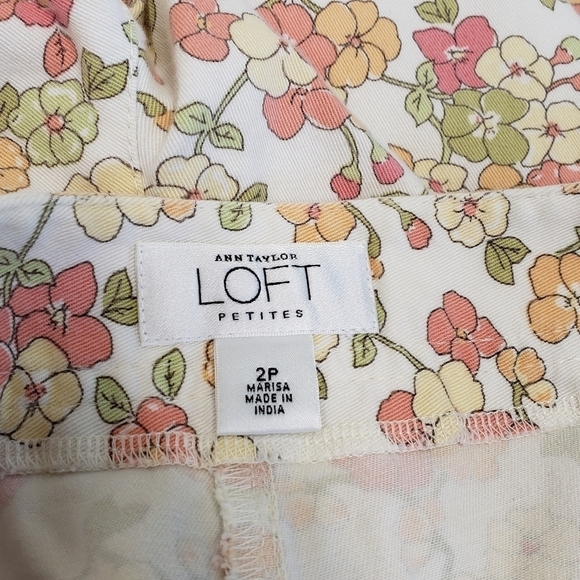 ANN TAYLOR
LOFT
PETITES
2P
MARISA
MADE IN
INDIA